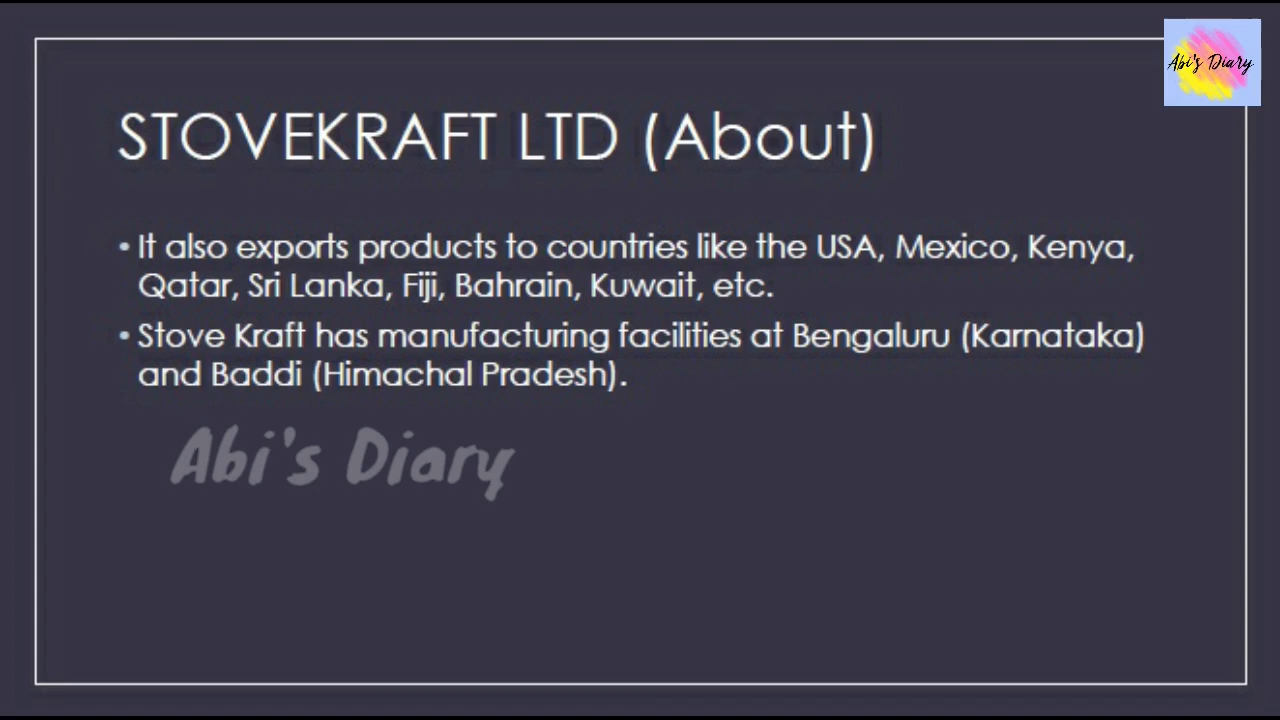 Abi's Diary
STOVEKRAFT LTD (About)
• It also exports products to countries like the USA, Mexico, Kenya,
Qatar, Sri Lanka, Fiji, Bahrain, Kuwait, etc.
• Stove Kraft has manufacturing facilities at Bengaluru (Karnataka)
and Baddi (Himachal Pradesh).
Abi's Diary